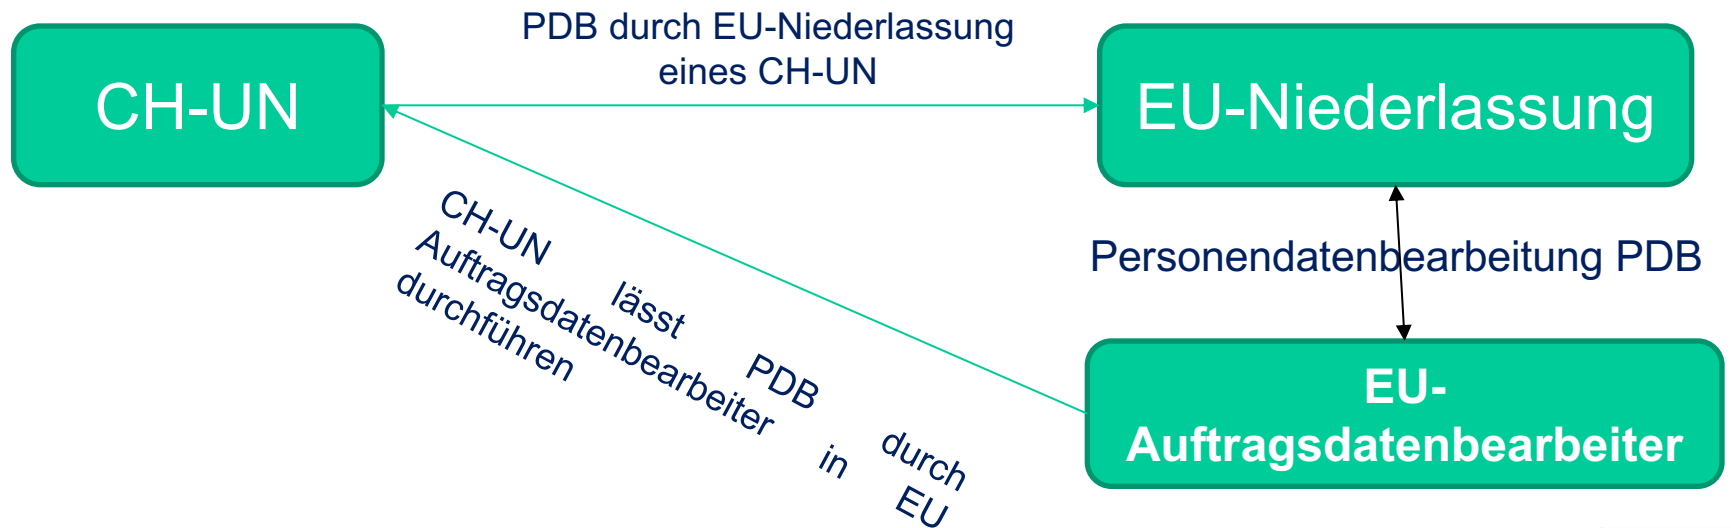 PDB durch EU-Niederlassung
eines CH-UN
CH-UN
EU-Niederlassung
CH-UN lässt PDB durch
Auftragsdatenbearbeiter in EU
durchführen
Personendatenbearbeitung PDB
EU-
Auftragsdatenbearbeiter